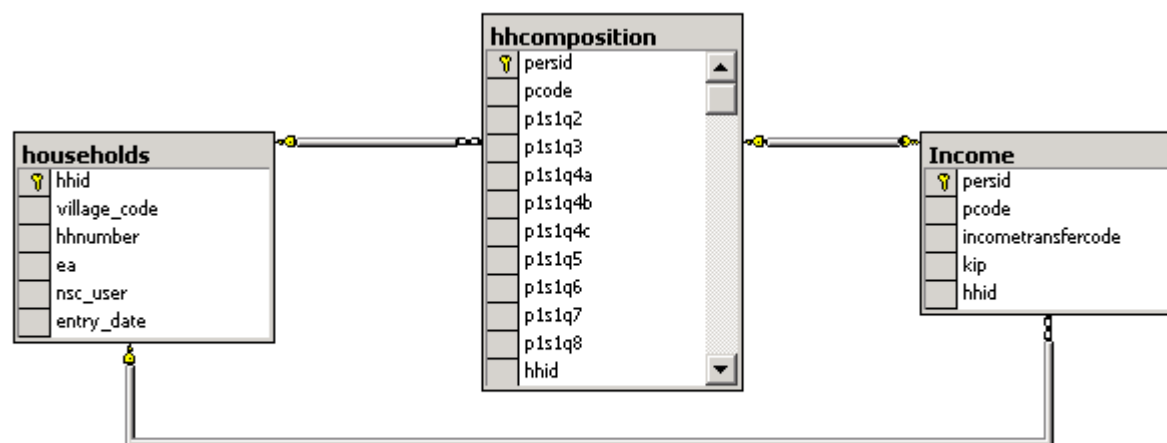 households
hhid
village_code
hhnumber
ea
nsc_user
entry_date
hhcomposition
persid
pcode
p1s1q2
p1s1q3
p1s1q4a
p1s1q4b
p1s1q4c
p1s1q5
p1s1q6
p1s1q7
p1s1q8
hhid
Income
persid
pcode
incometransfercode
kip
hhid